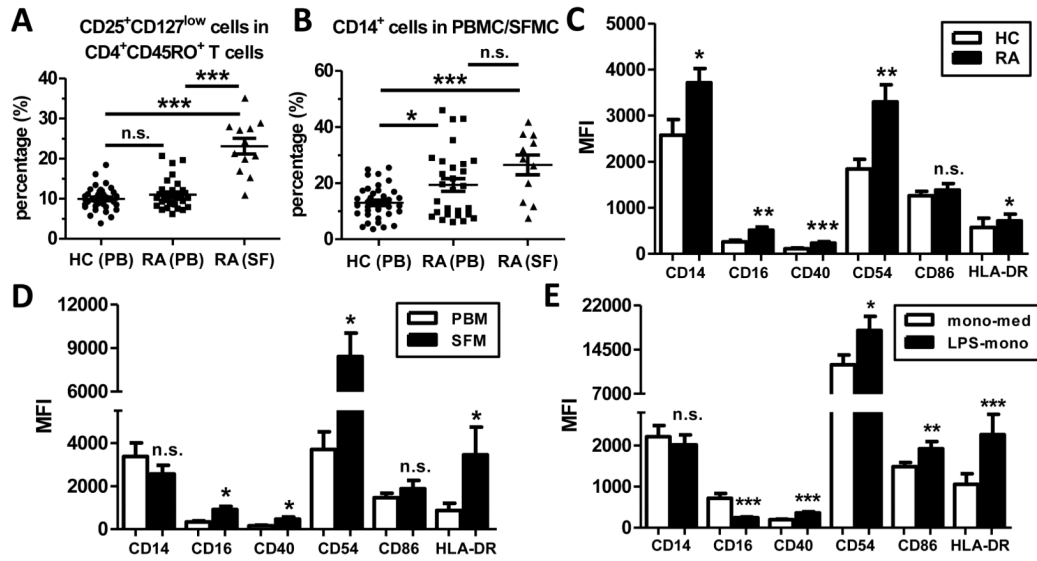 A
CD25⁺CD127ˡᵒʷ cells in
CD4⁺CD45RO⁺ T cells
percentage (%)
50
40
30
20
10
0
n.s.
***
***
HC (PB) RA (PB) RA (SF)
B
CD14⁺ cells in PBMC/SFMC
percentage (%)
60
40
20
0
n.s.
***
*
HC (PB) RA (PB) RA (SF)
C
MFI
5000
4000
3000
2000
1000
0
HC
RA
* ** *** ** n.s. *
CD14 CD16 CD40 CD54 CD86 HLA-DR
D
MFI
12000
9000
6000
4000
2000
0
PBM
SFM
n.s. * * * n.s. *
CD14 CD16 CD40 CD54 CD86 HLA-DR
E
MFI
22000
14500
7000
2000
1000
0
mono-med
LPS-mono
n.s. *** *** * ** ***
CD14 CD16 CD40 CD54 CD86 HLA-DR